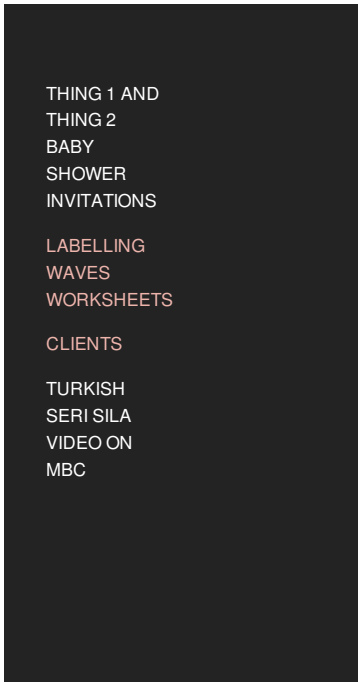 THING 1 AND
THING 2
BABY
SHOWER
INVITATIONS
LABELLING
WAVES
WORKSHEETS
CLIENTS
TURKISH
SERI SILA
VIDEO ON
MBC